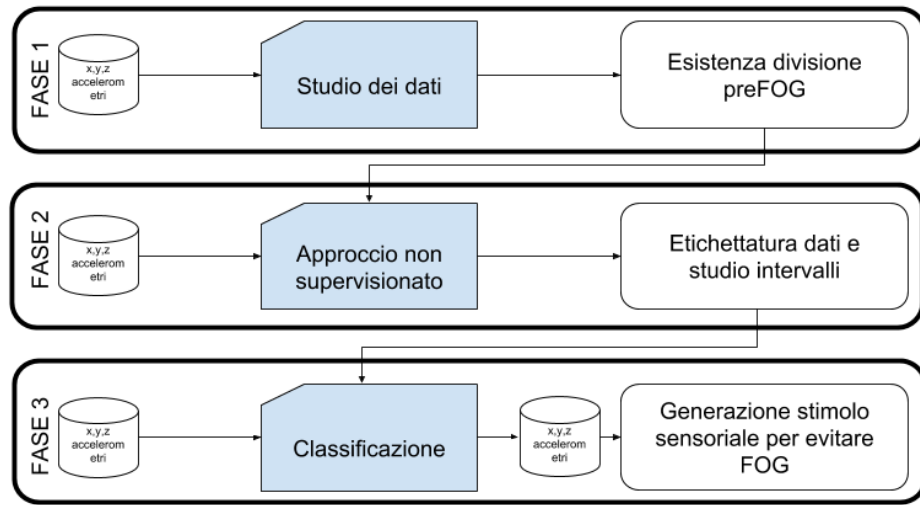 FASE 1
x,y,z
accelerom
etri
Studio dei dati
Esistenza divisione
preFOG
FASE 2
x,y,z
accelerom
etri
Approccio non
supervisionato
Etichettatura dati e
studio intervalli
FASE 3
x,y,z
accelerom
etri
Classificazione
x,y,z
accelerom
etri
Generazione stimolo
sensoriale per evitare
FOG